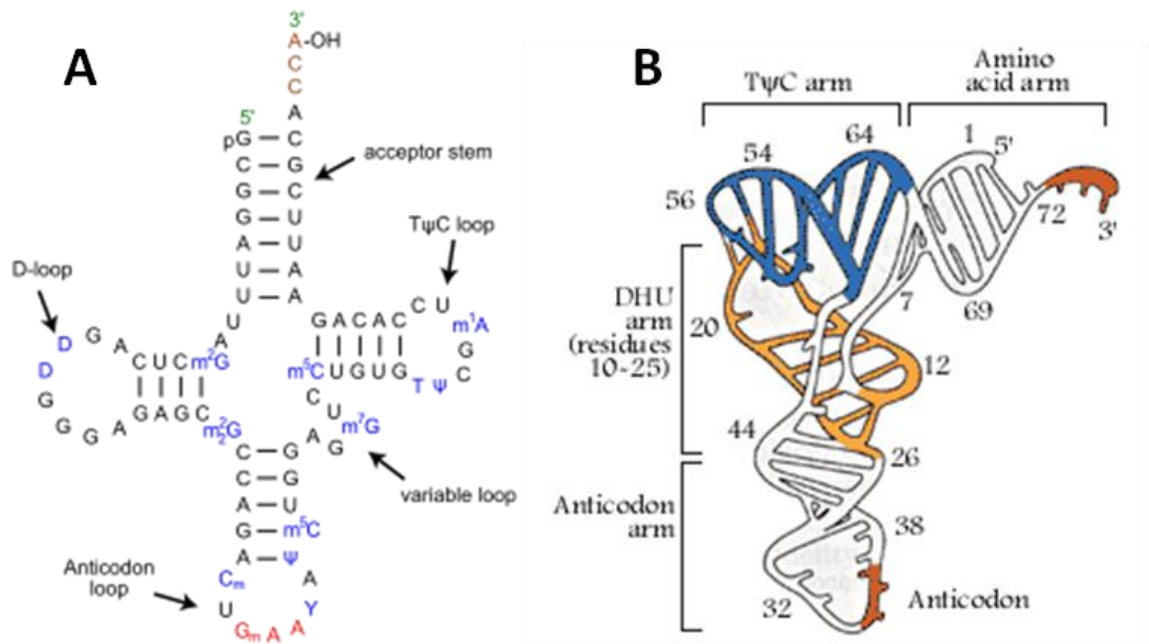 A
3'
A-OH
C
C
A
5'
pG — C
C — G
G — C
G — U
A — U
U — A
U — A
acceptor stem
TψC loop
D-loop
U
A
D G A C U C m²G
D
G
G G A G A G C m²₂G
G A C A C C U m¹A
G
C
m⁵C U G U G T ψ
C
U
m⁷G
A G
variable loop
C — G
C — G
A — U
G — m⁵C
A — ψ
Cm A
U Y
Gm A A
Anticodon
loop
B
TψC arm
Amino
acid arm
54
64
1 5'
56
72
3'
7
69
DHU
arm
(residues
10-25)
20
12
44
26
Anticodon
arm
38
32
Anticodon